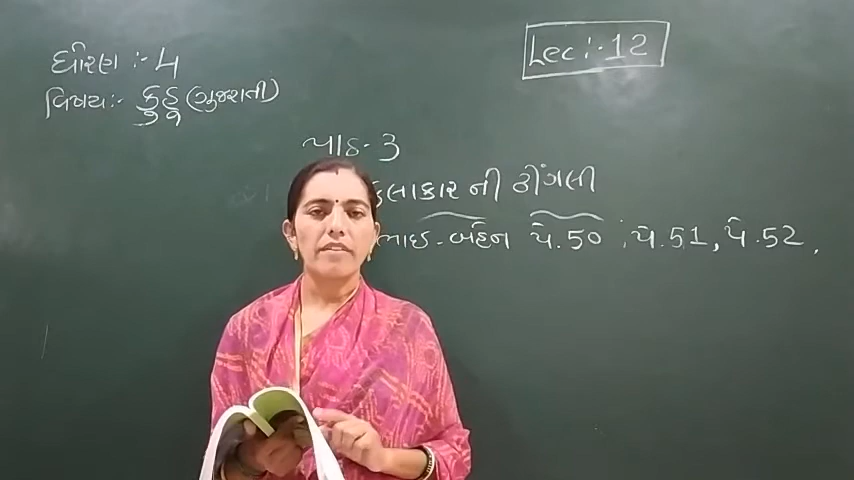 Lec :- 12
ધોરણ :- 4
વિષય :- કુહૂ (ગુજરાતી)
પાઠ - 3
કલાકાર ની ઢીંગલી
ભાઈ - બહેન પે. 50, પે. 51, પે. 52,